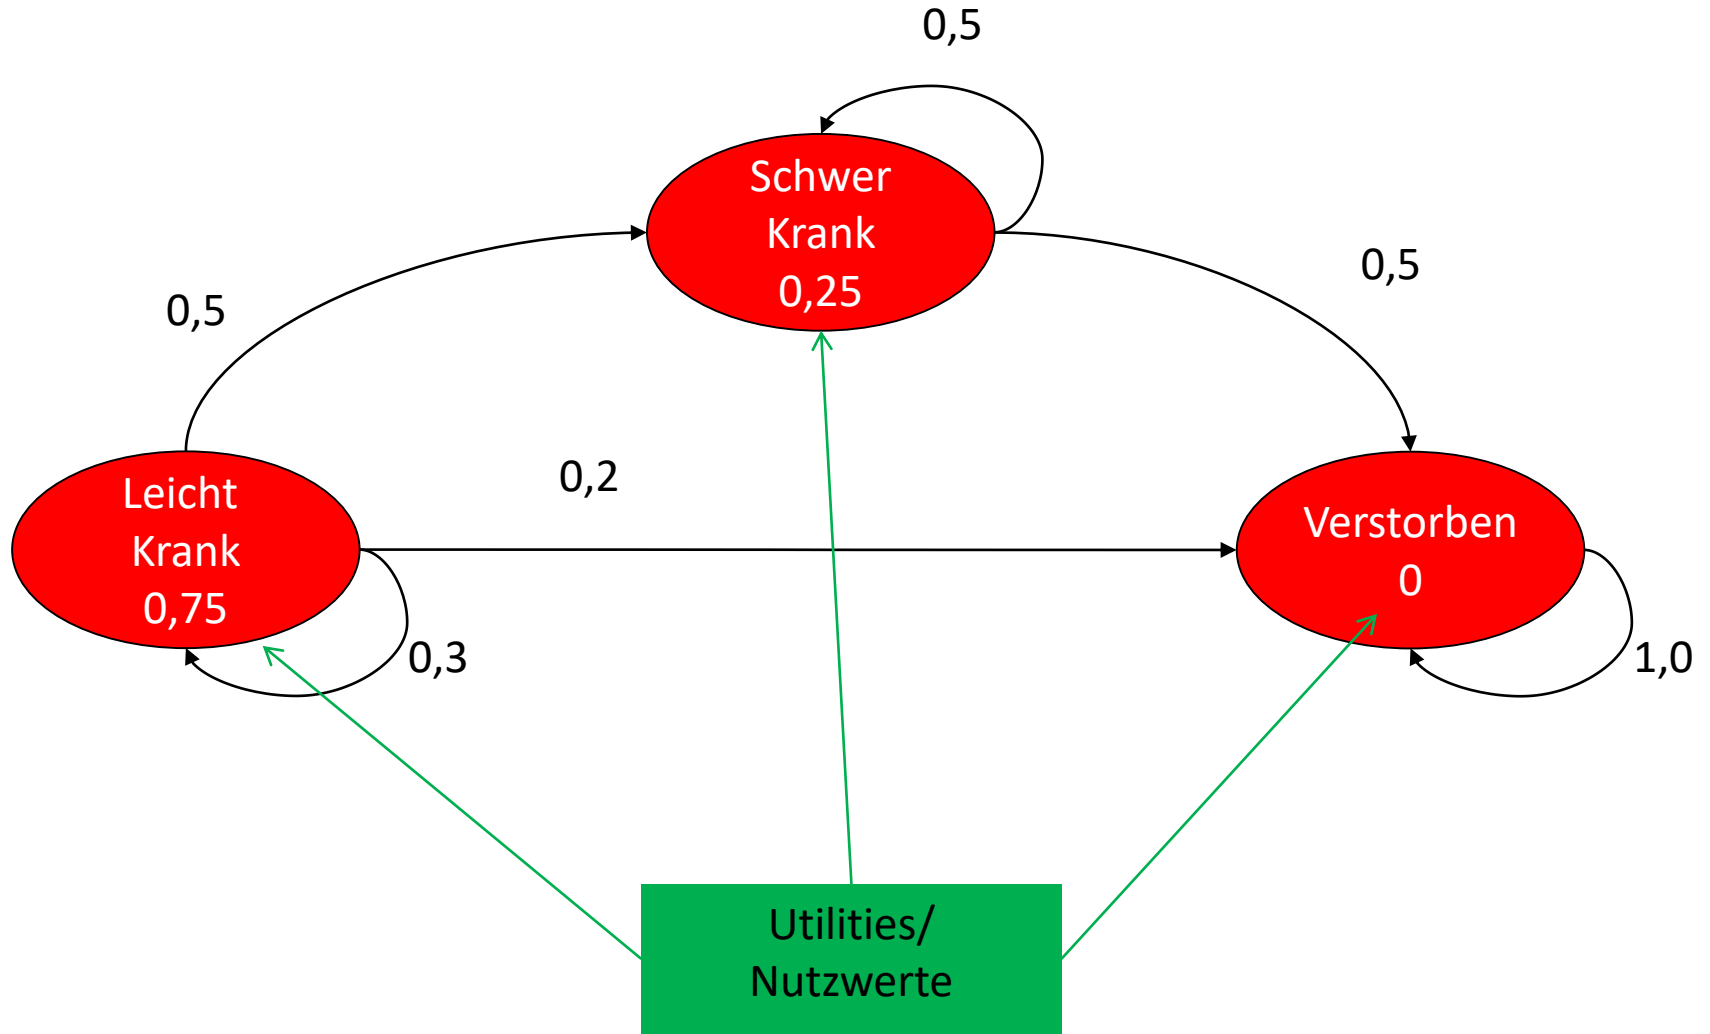 0,5
Schwer
Krank
0,25
0,5
0,5
0,2
Leicht
Krank
0,75
Verstorben
0
0,3
1,0
Utilities/
Nutzwerte